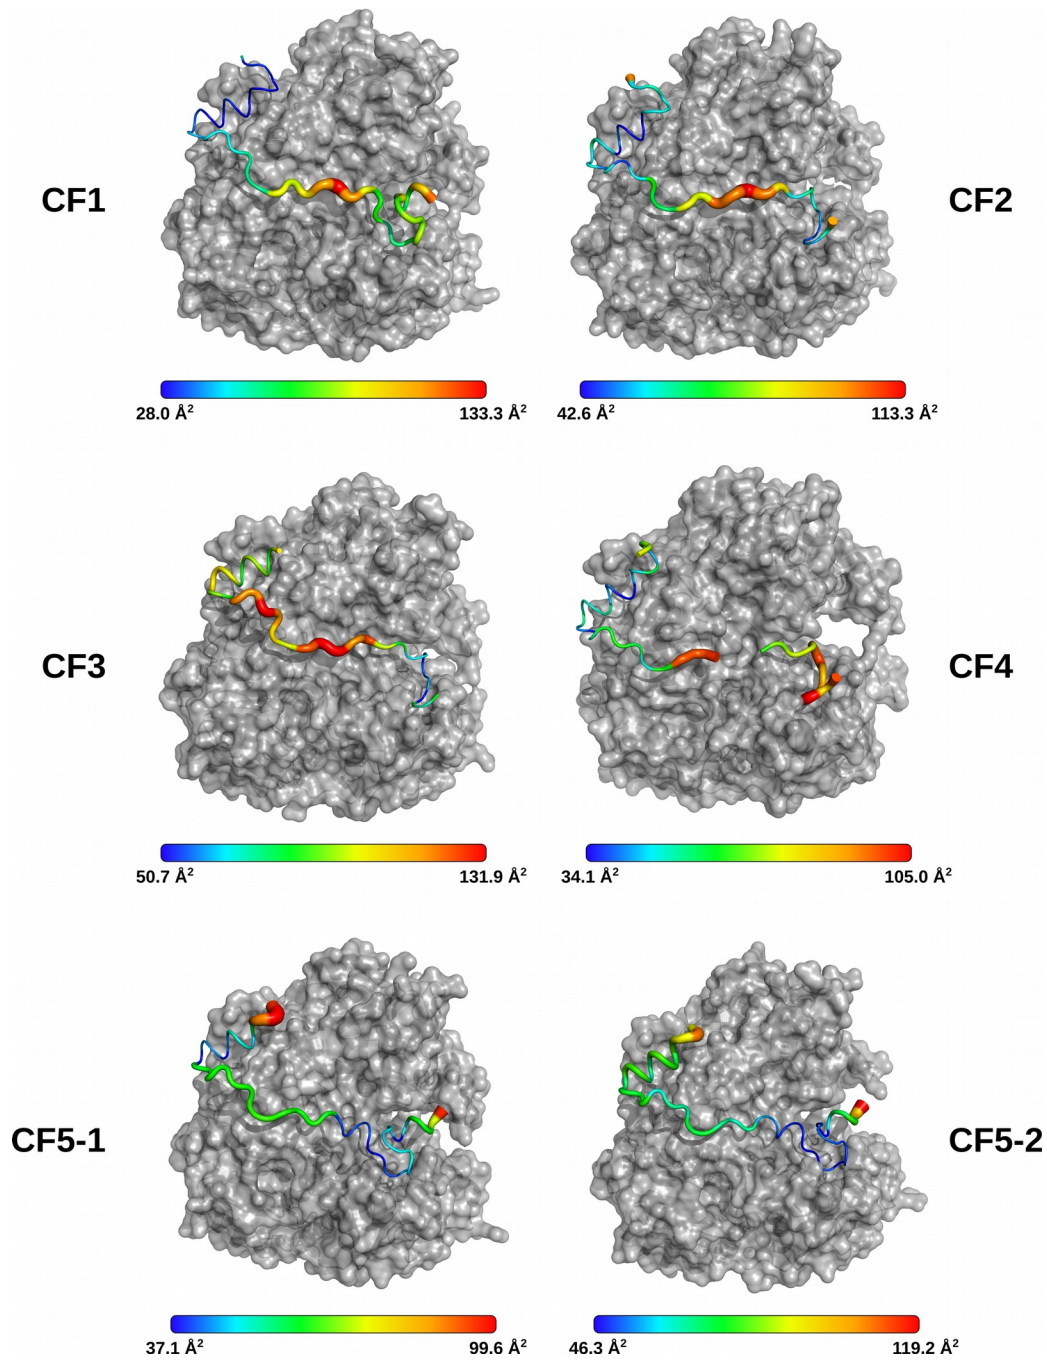 CF1
CF2
28.0 Å²
133.3 Å²
42.6 Å²
113.3 Å²
CF3
CF4
50.7 Å²
131.9 Å²
34.1 Å²
105.0 Å²
CF5-1
CF5-2
37.1 Å²
99.6 Å²
46.3 Å²
119.2 Å²